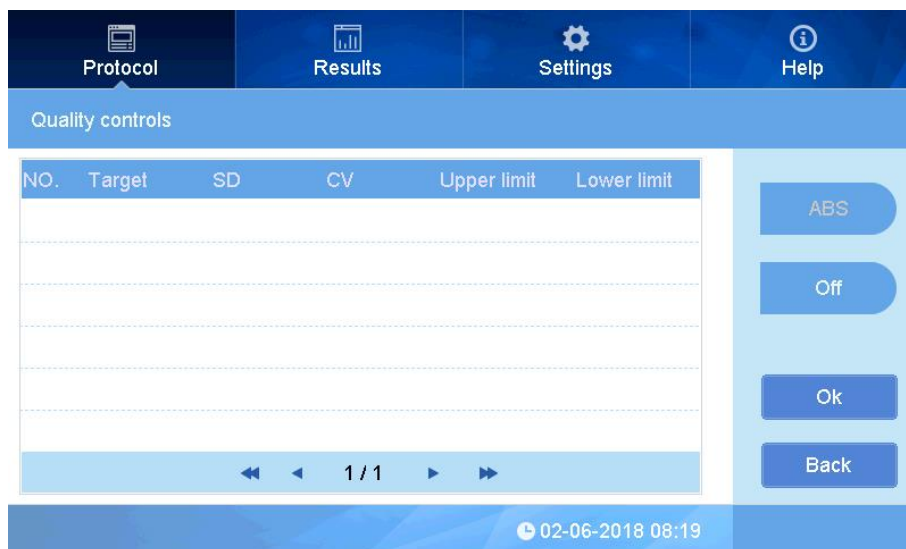 Protocol Results Settings Help
Quality controls
NO. Target SD CV Upper limit Lower limit
ABS
Off
Ok
1 / 1
Back
02-06-2018 08:19